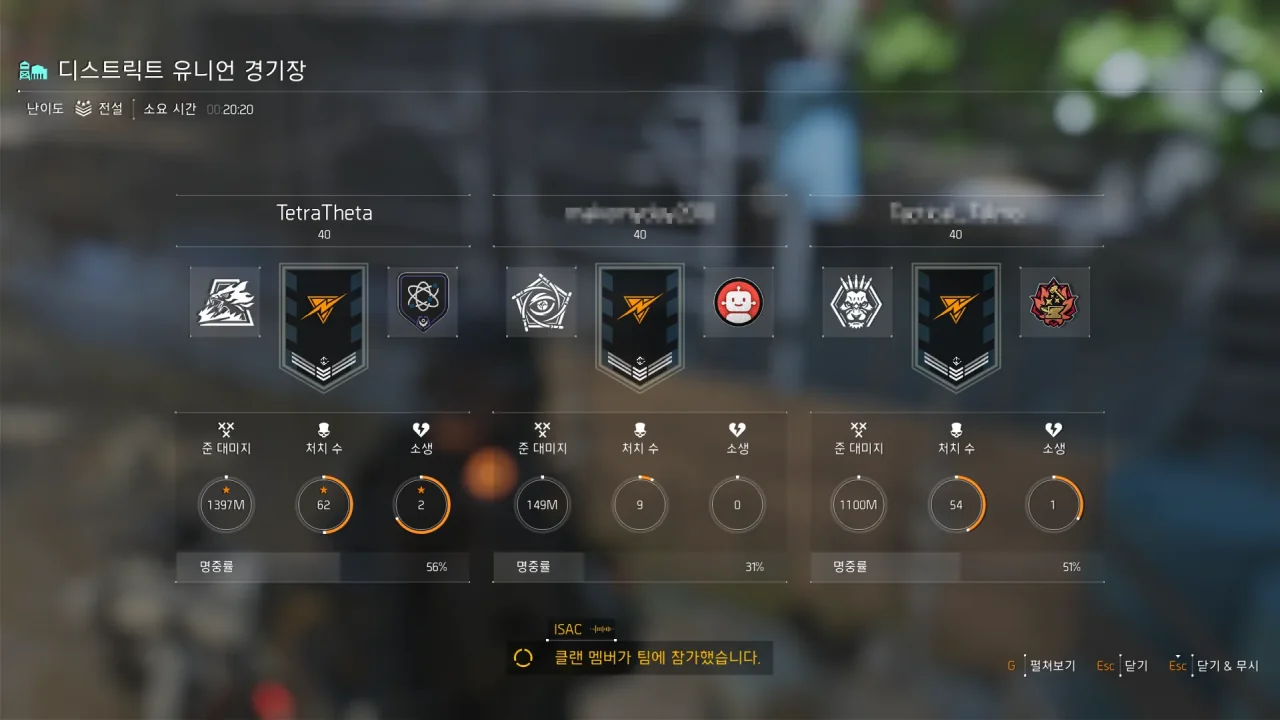 디스트릭트 유니언 경기장
난이도 전설 소요 시간 00:20:20
TetraTheta
40
40
40
준 대미지 처치 수 소생
1397M 62 2
명중률 56%
준 대미지 처치 수 소생
149M 9 0
명중률 31%
준 대미지 처치 수 소생
1100M 54 1
명중률 51%
ISAC
클랜 멤버가 팀에 참가했습니다.
G 펼쳐보기 Esc 닫기 Esc 닫기 & 무시